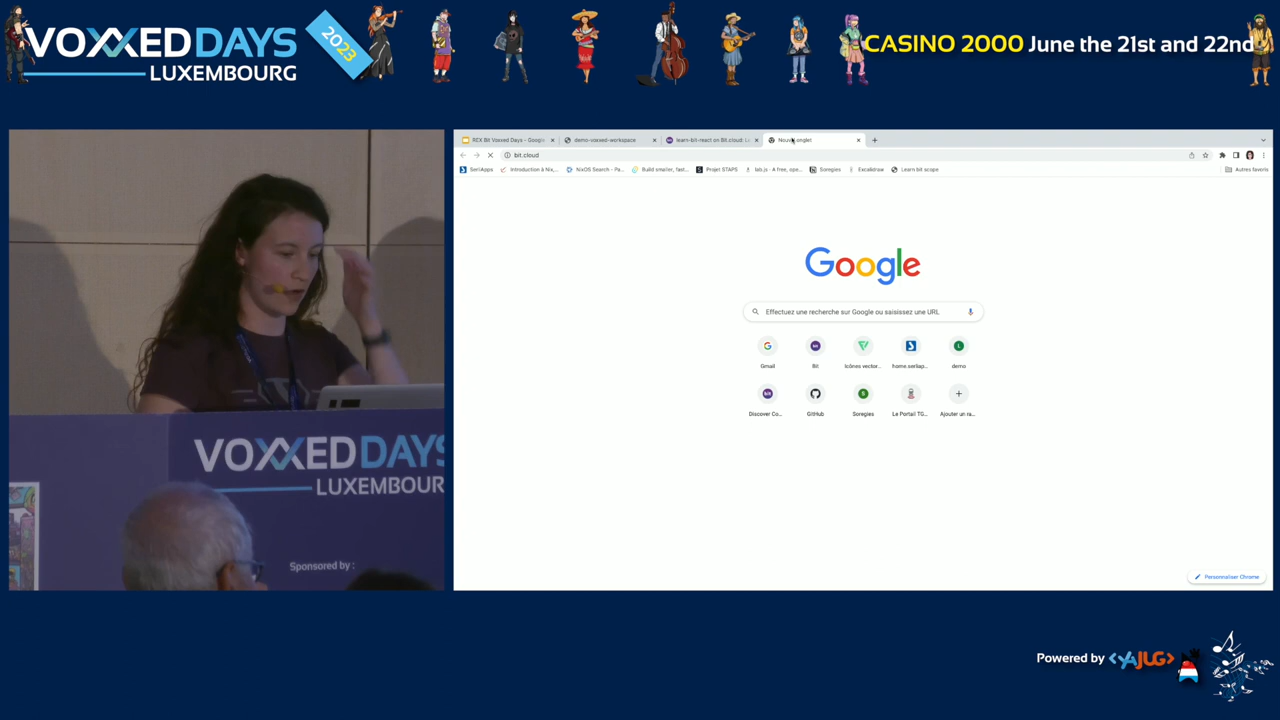 VOXXED DAYS
LUXEMBOURG
2023
CASINO 2000 June the 21st and 22nd
REX Bit Voxxed Days - Google
demo-voxxed-workspace
learn-bit-react on Bit.cloud: Le
bit.cloud
SeriApps
Introduction à Nix,...
NixOS Search - Pa...
Build smaller, fast...
Projet STAPS
lab.js · A free, ope...
Soregies
Excalidraw
Learn bit scope
Autres favoris
Google
Effectuez une recherche sur Google ou saisissez une URL
Gmail
Bit
Icônes vector...
home.seriiap...
demo
Discover Co...
GitHub
Soregies
Le Portail TG...
Ajouter un ra...
Personnaliser Chrome
VOXXED DAYS
LUXEMBOUR
Sponsored by :
Powered by <YAJUG>